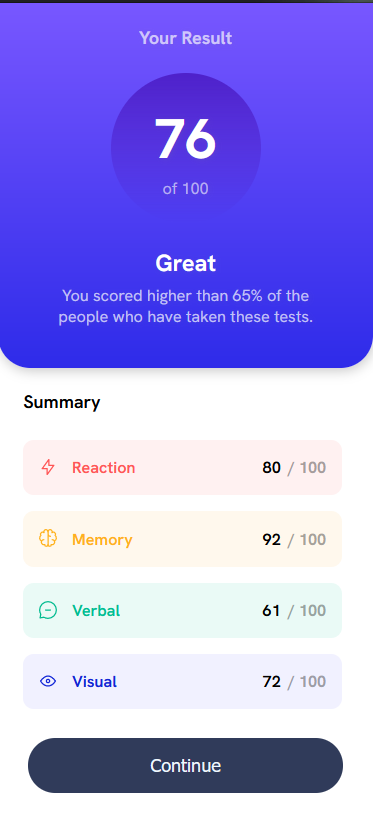 Your Result
76
of 100
Great
You scored higher than 65% of the
people who have taken these tests.
Summary
Reaction 80 / 100
Memory 92 / 100
Verbal 61 / 100
Visual 72 / 100
Continue